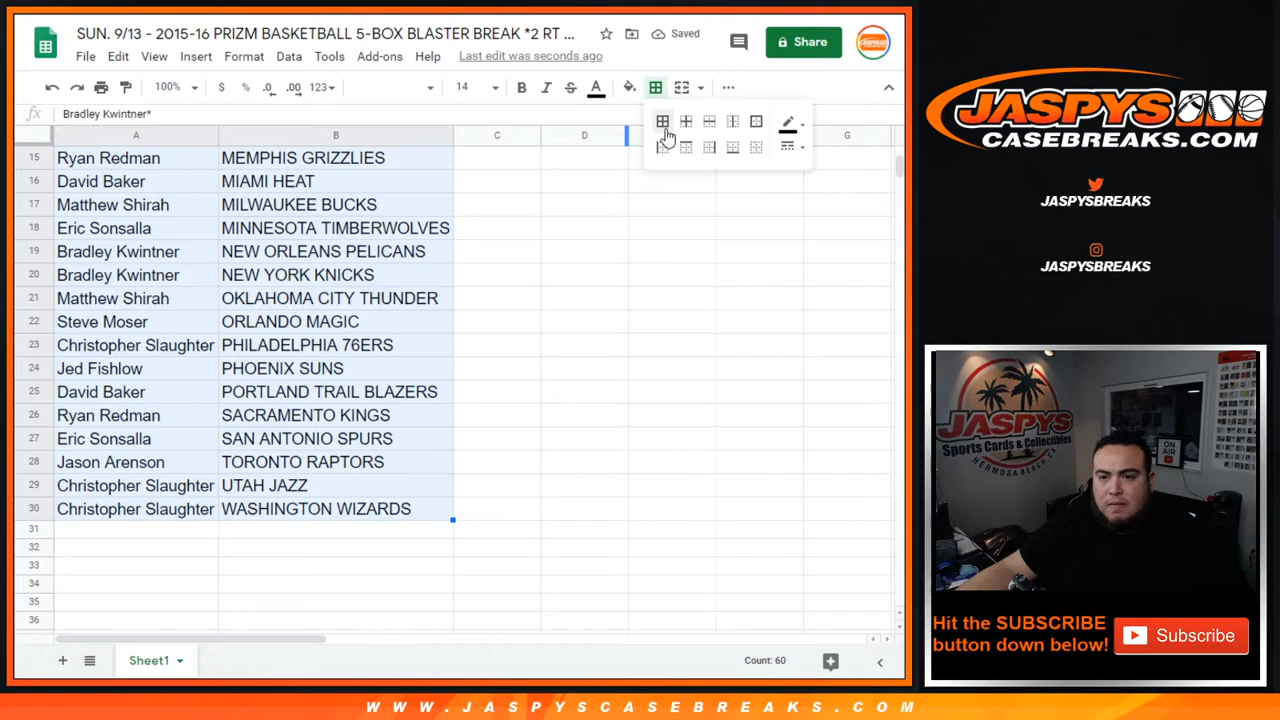 SUN. 9/13 - 2015-16 PRIZM BASKETBALL 5-BOX BLASTER BREAK *2 RT ...
Saved
Share
File Edit View Insert Format Data Tools Add-ons Help Last edit was seconds ago
100% $ % .0 .00 123 14 B I S A
fx Bradley Kwintner*
A B C D G
15 Ryan Redman MEMPHIS GRIZZLIES
16 David Baker MIAMI HEAT
17 Matthew Shirah MILWAUKEE BUCKS
18 Eric Sonsalla MINNESOTA TIMBERWOLVES
19 Bradley Kwintner NEW ORLEANS PELICANS
20 Bradley Kwintner NEW YORK KNICKS
21 Matthew Shirah OKLAHOMA CITY THUNDER
22 Steve Moser ORLANDO MAGIC
23 Christopher Slaughter PHILADELPHIA 76ERS
24 Jed Fishlow PHOENIX SUNS
25 David Baker PORTLAND TRAIL BLAZERS
26 Ryan Redman SACRAMENTO KINGS
27 Eric Sonsalla SAN ANTONIO SPURS
28 Jason Arenson TORONTO RAPTORS
29 Christopher Slaughter UTAH JAZZ
30 Christopher Slaughter WASHINGTON WIZARDS
31
32
33
34
35
36
Sheet1
Count: 60
JASPYS
CASEBREAKS.COM
JASPYSBREAKS
JASPYSBREAKS
JASPYS
Sports Cards & Collectibles
HERMOSA BEACH, CA
ON AIR
Hit the SUBSCRIBE
button down below!
Subscribe
WWW.JASPYSCASEBREAKS.COM